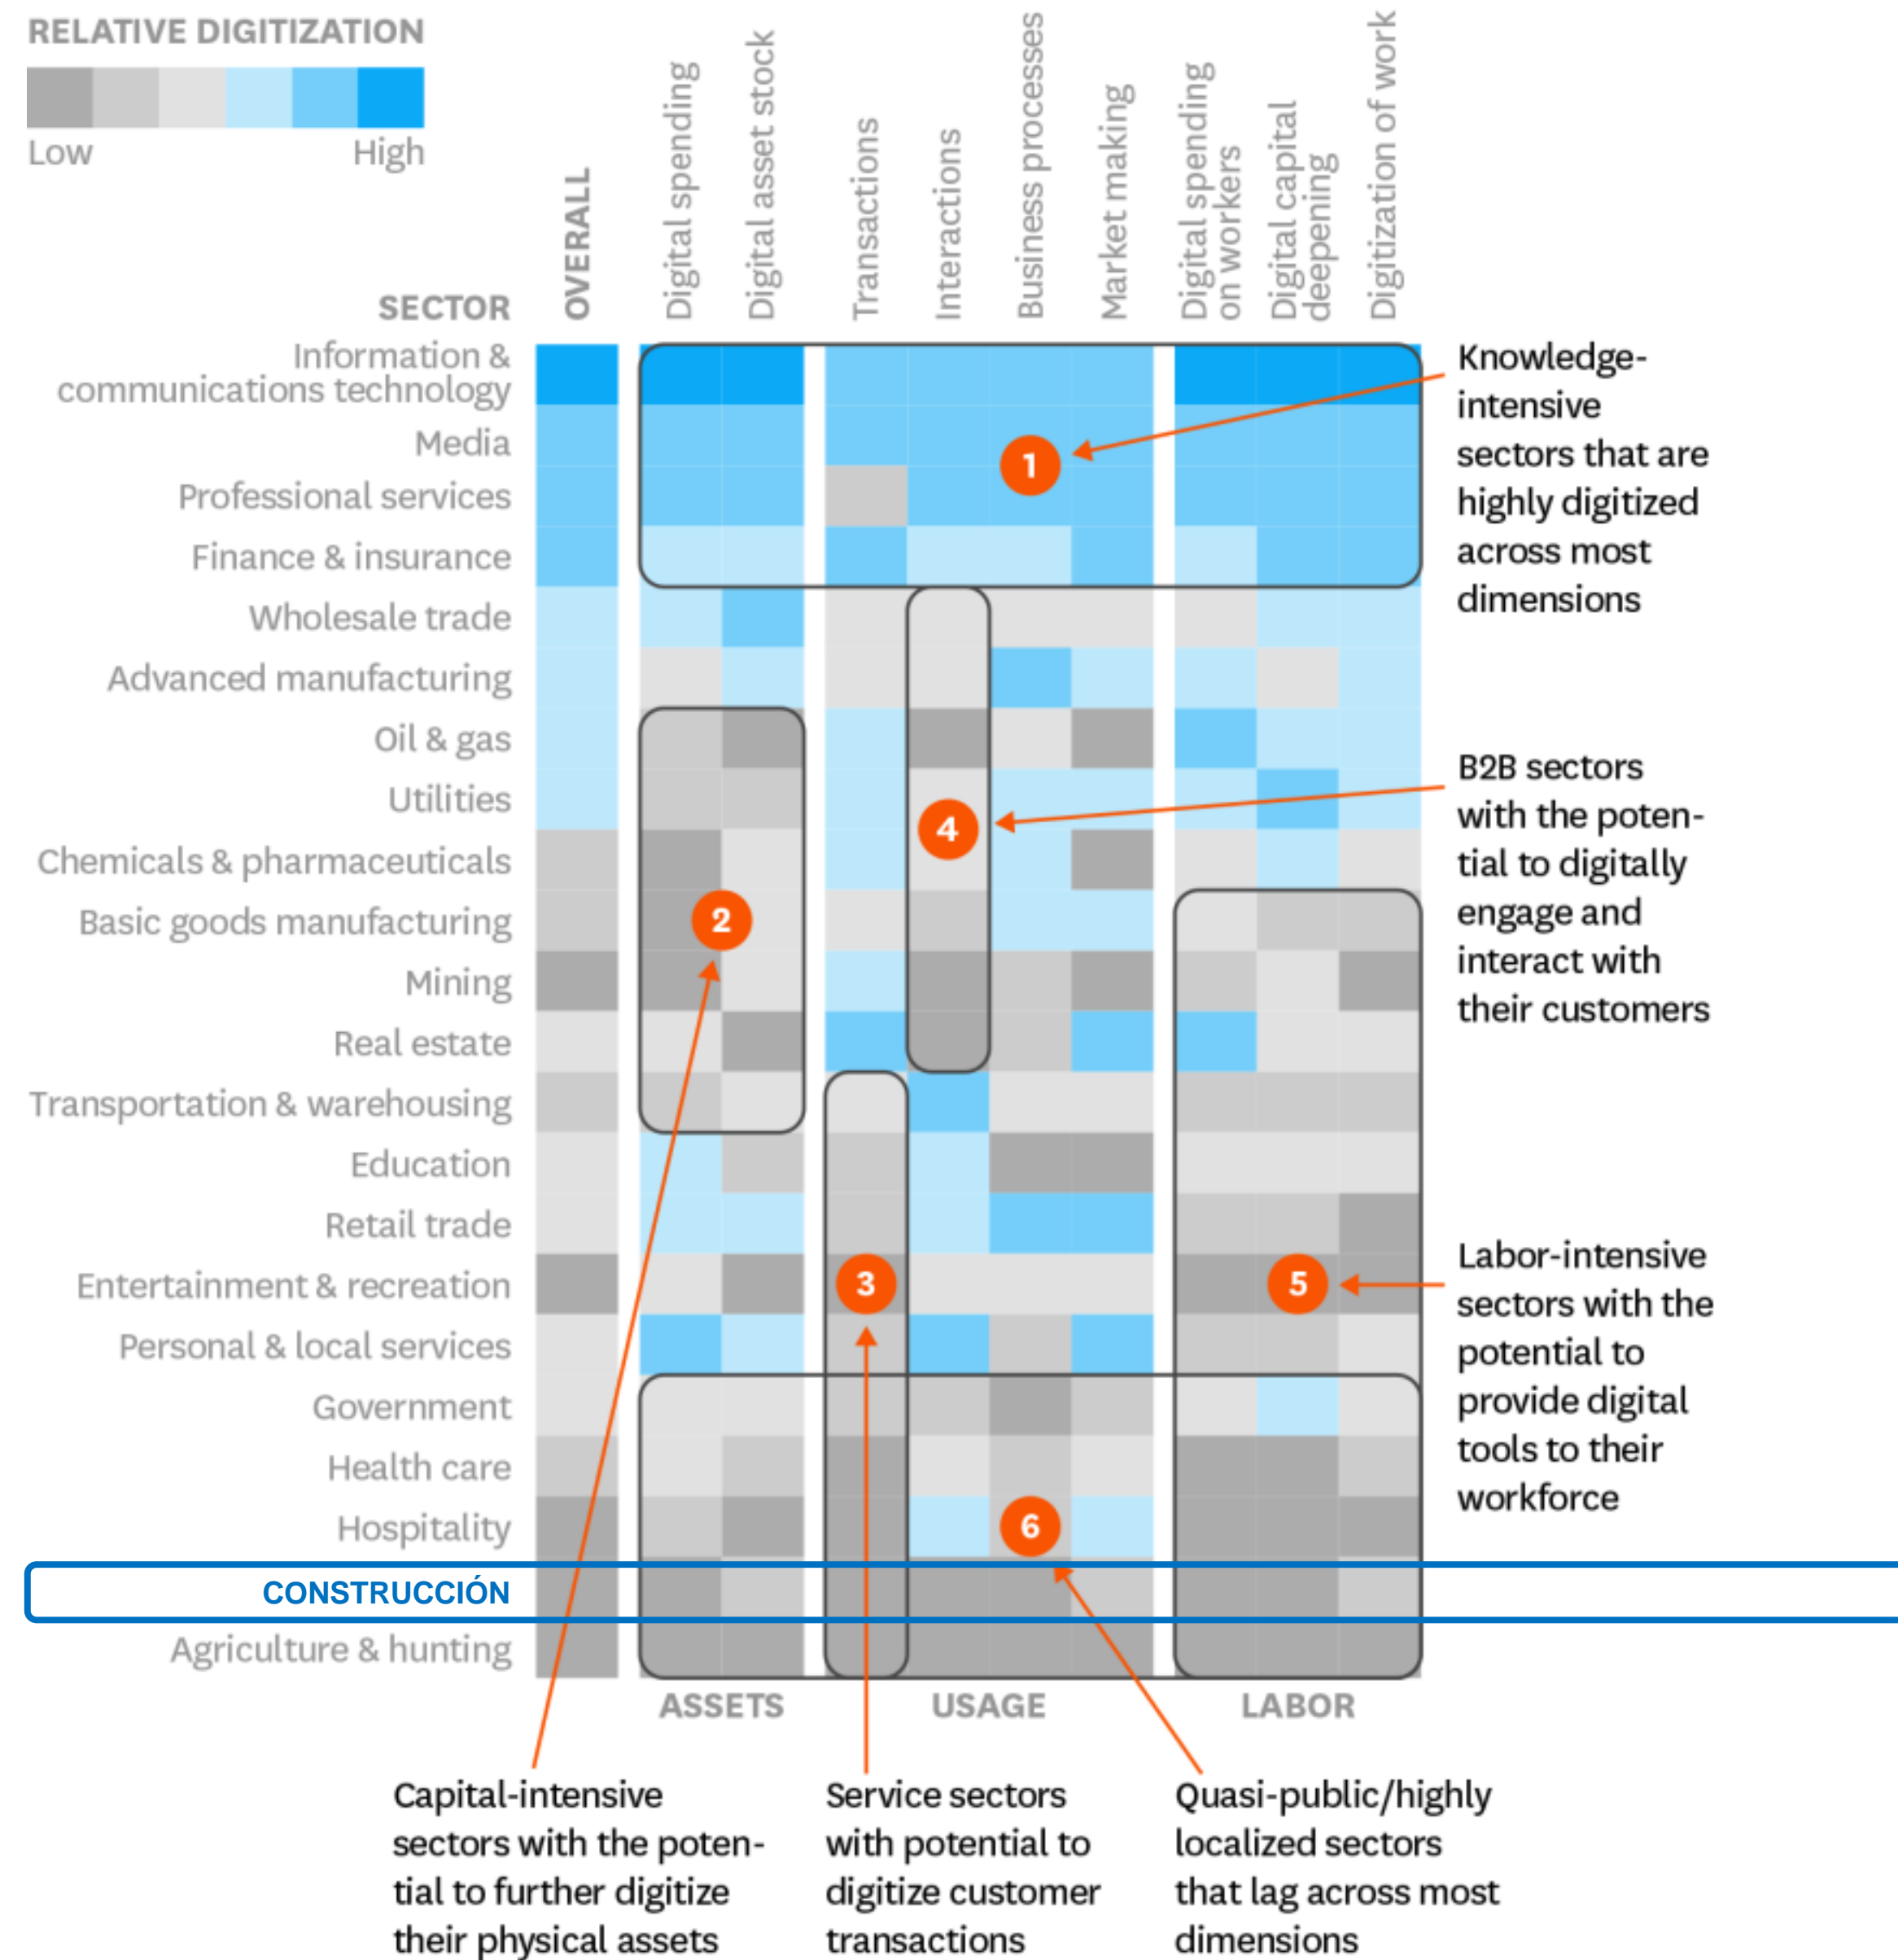 RELATIVE DIGITIZATION
Low
High
SECTOR
OVERALL
Digital spending
Digital asset stock
Transactions
Interactions
Business processes
Market making
Digital spending
on workers
Digital capital
deepening
Digitization of work
Information &
communications technology
Media
Professional services
Finance & insurance
Wholesale trade
Advanced manufacturing
Oil & gas
Utilities
Chemicals & pharmaceuticals
Basic goods manufacturing
Mining
Real estate
Transportation & warehousing
Education
Retail trade
Entertainment & recreation
Personal & local services
Government
Health care
Hospitality
CONSTRUCCIÓN
Agriculture & hunting
1
4
2
3
5
6
Knowledge-
intensive
sectors that are
highly digitized
across most
dimensions
B2B sectors
with the poten-
tial to digitally
engage and
interact with
their customers
Labor-intensive
sectors with the
potential to
provide digital
tools to their
workforce
ASSETS
USAGE
LABOR
Capital-intensive
sectors with the poten-
tial to further digitize
their physical assets
Service sectors
with potential to
digitize customer
transactions
Quasi-public/highly
localized sectors
that lag across most
dimensions